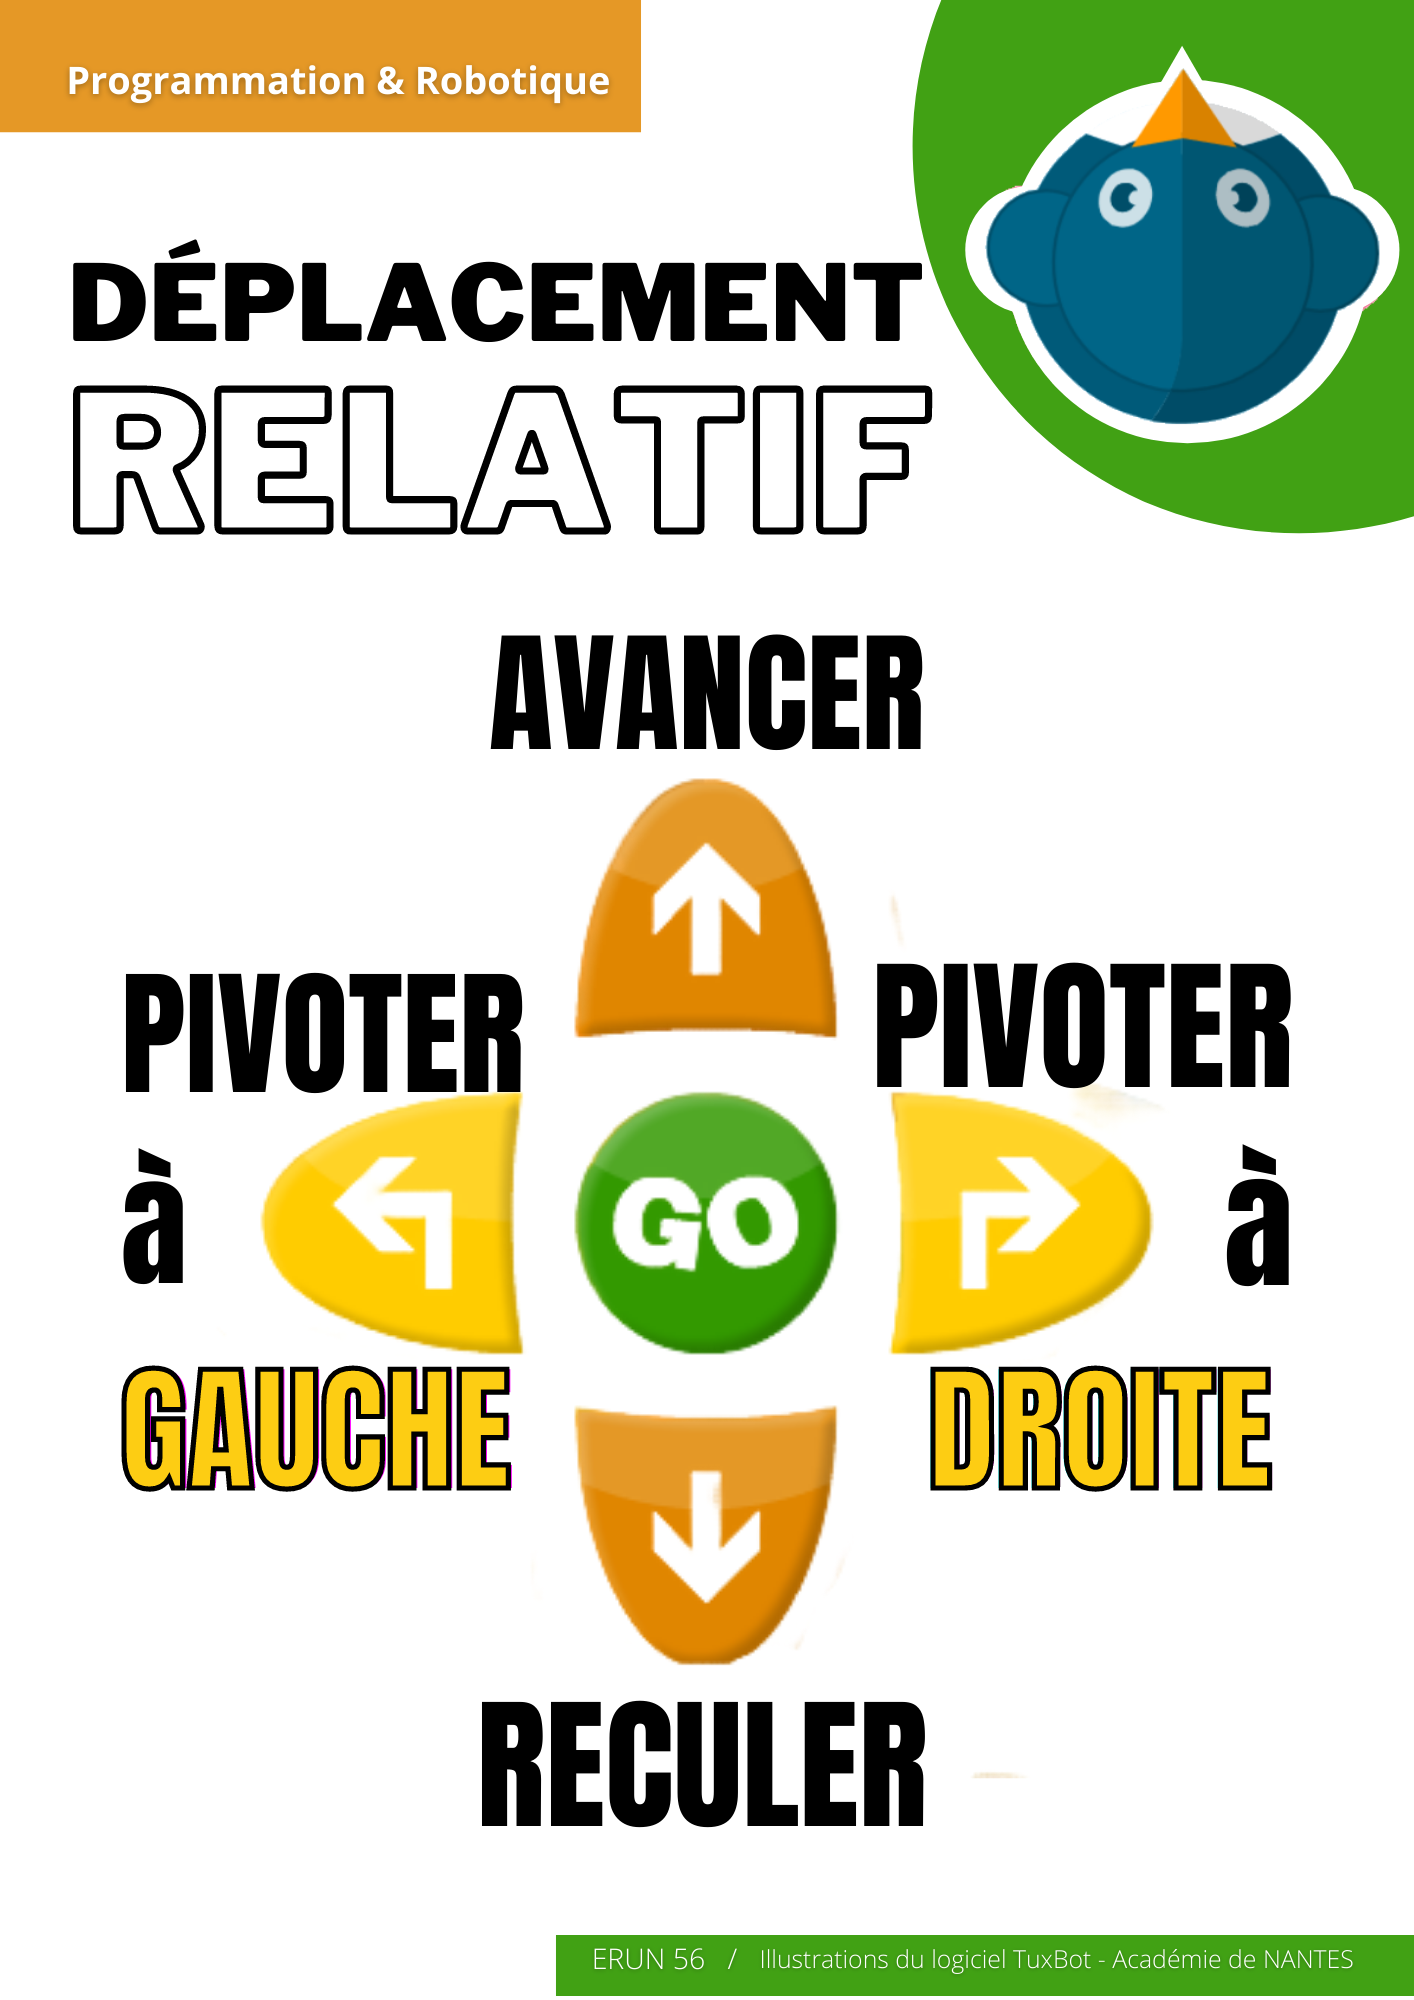 Programmation & Robotique
DÉPLACEMENT
RELATIF
AVANCER
PIVOTER
à
GAUCHE
GO
PIVOTER
à
DROITE
RECULER
ERUN 56 / Illustrations du logiciel TuxBot - Académie de NANTES